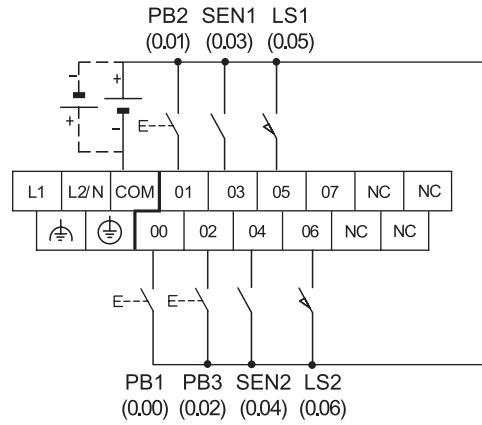 PB2 SEN1 LS1
(0.01) (0.03) (0.05)
- +
+ -
E
L1 L2/N COM 01 03 05 07 NC NC
00 02 04 06 NC NC
E E
PB1 PB3 SEN2 LS2
(0.00) (0.02) (0.04) (0.06)